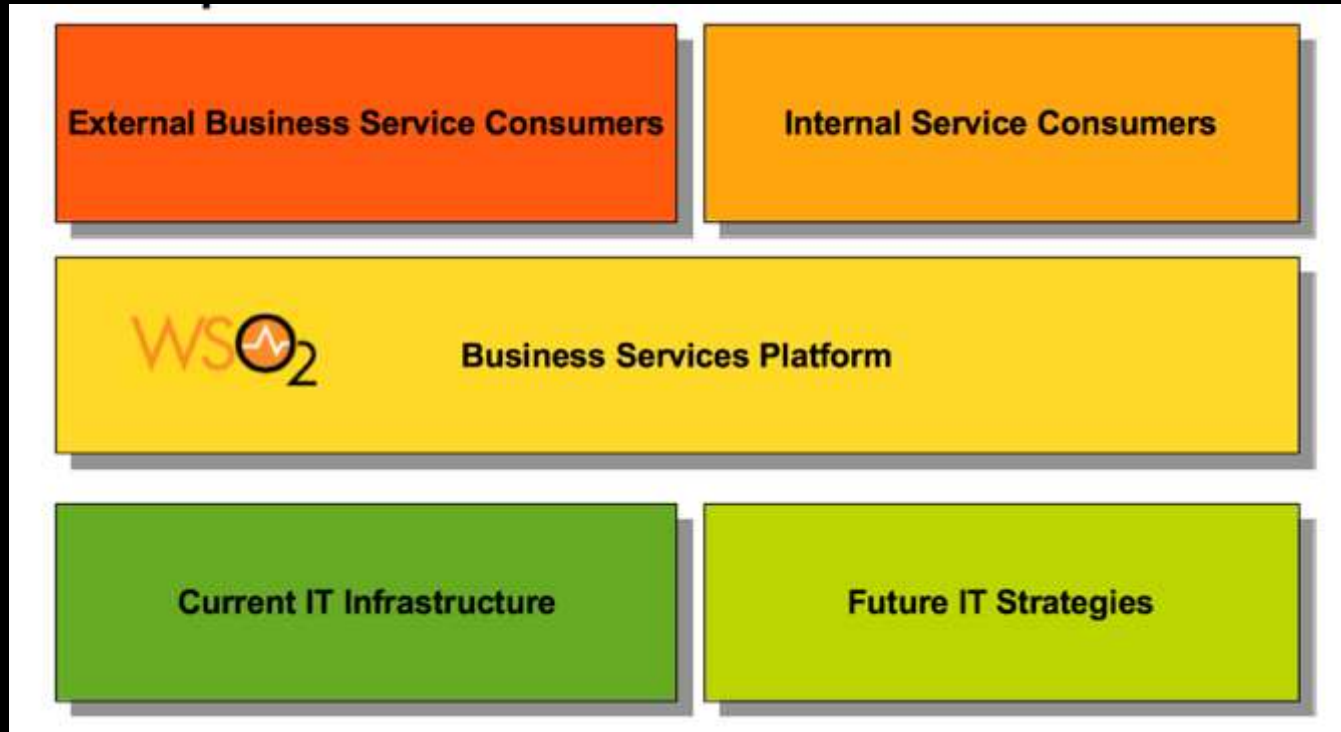 External Business Service Consumers
Internal Service Consumers
WSO2
Business Services Platform
Current IT Infrastructure
Future IT Strategies